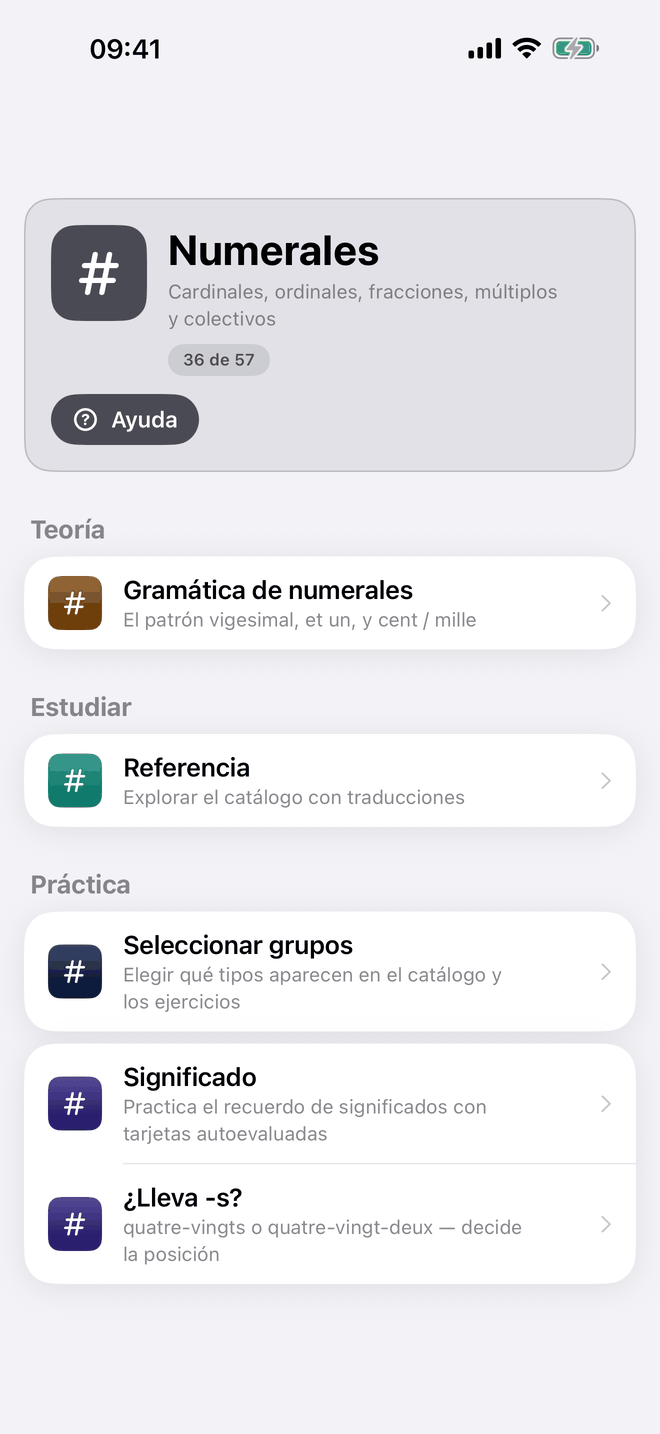 09:41
#
Numerales
Cardinales, ordinales, fracciones, múltiplos
y colectivos
36 de 57
? Ayuda
Teoría
#
Gramática de numerales
El patrón vigesimal, et un, y cent / mille
Estudiar
#
Referencia
Explorar el catálogo con traducciones
Práctica
#
Seleccionar grupos
Elegir qué tipos aparecen en el catálogo y
los ejercicios
#
Significado
Practica el recuerdo de significados con
tarjetas autoevaluadas
#
¿Lleva -s?
quatre-vingts o quatre-vingt-deux — decide
la posición